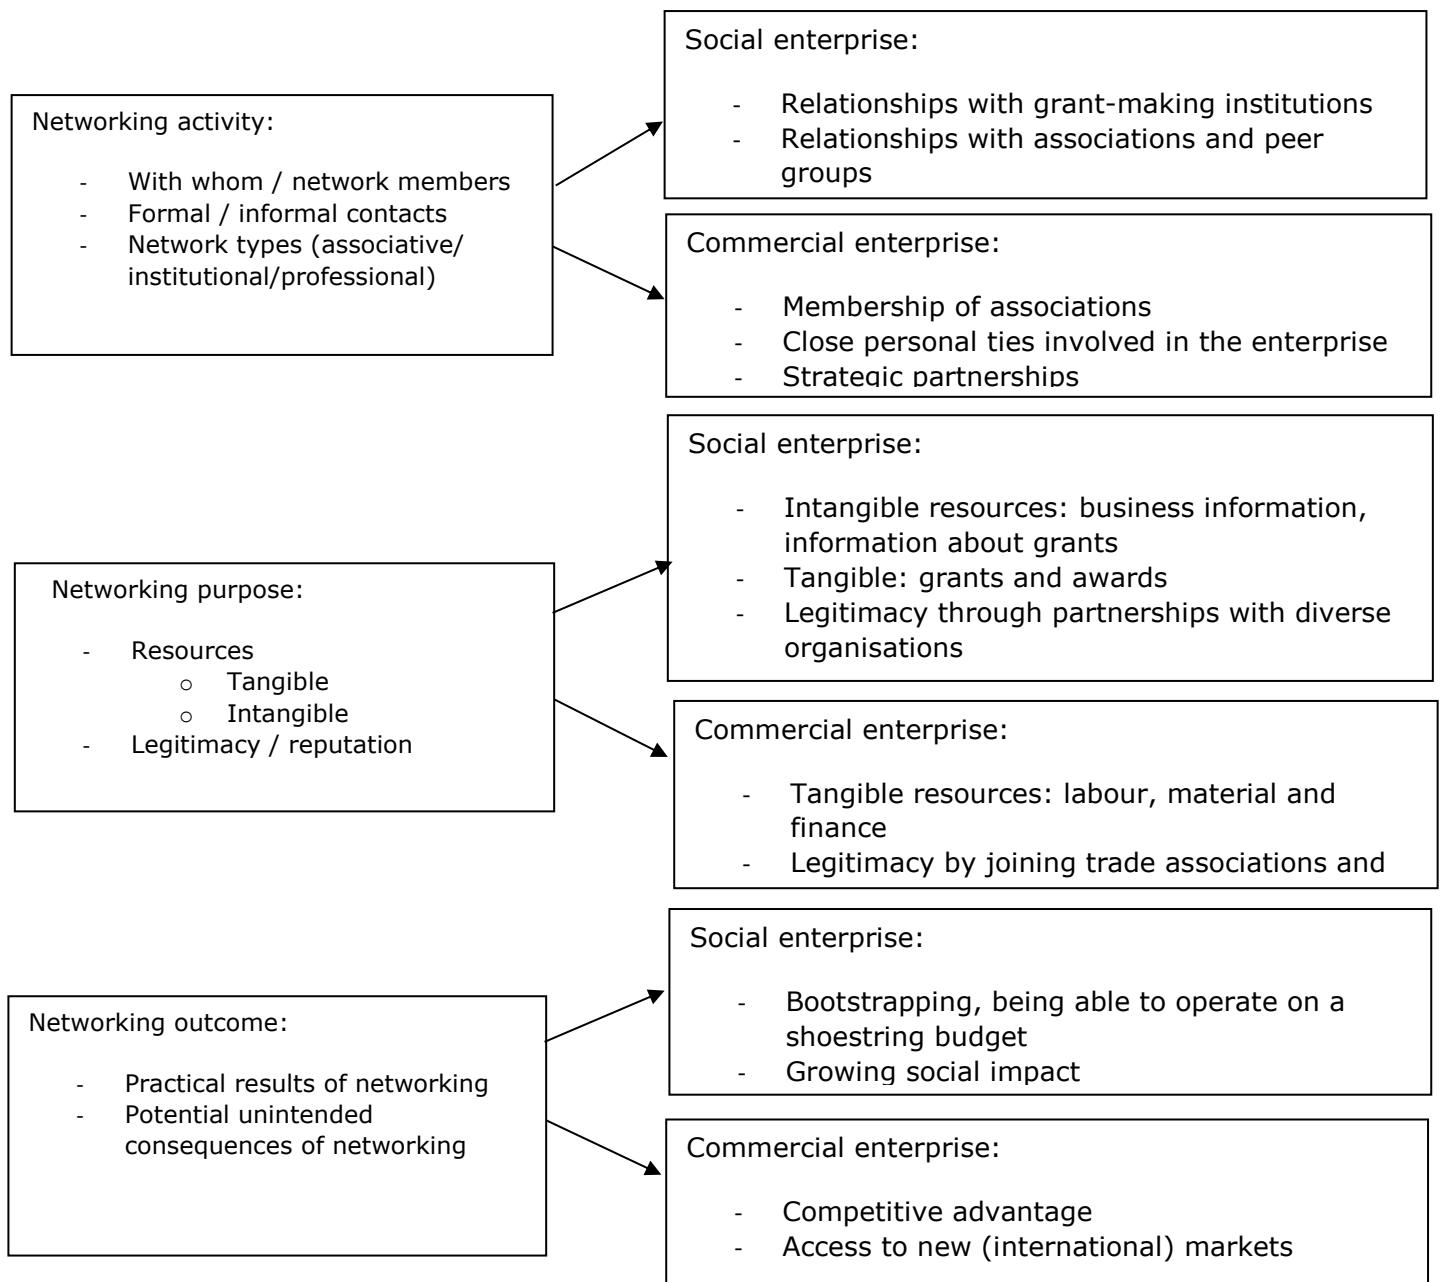 Networking activity:
- With whom / network members
- Formal / informal contacts
- Network types (associative/
institutional/professional)
Social enterprise:
- Relationships with grant-making institutions
- Relationships with associations and peer
groups
Commercial enterprise:
- Membership of associations
- Close personal ties involved in the enterprise
- Strategic partnerships
Networking purpose:
- Resources
o Tangible
o Intangible
- Legitimacy / reputation
Social enterprise:
- Intangible resources: business information,
information about grants
- Tangible: grants and awards
- Legitimacy through partnerships with diverse
organisations
Commercial enterprise:
- Tangible resources: labour, material and
finance
- Legitimacy by joining trade associations and
Networking outcome:
- Practical results of networking
- Potential unintended
consequences of networking
Social enterprise:
- Bootstrapping, being able to operate on a
shoestring budget
- Growing social impact
Commercial enterprise:
- Competitive advantage
- Access to new (international) markets